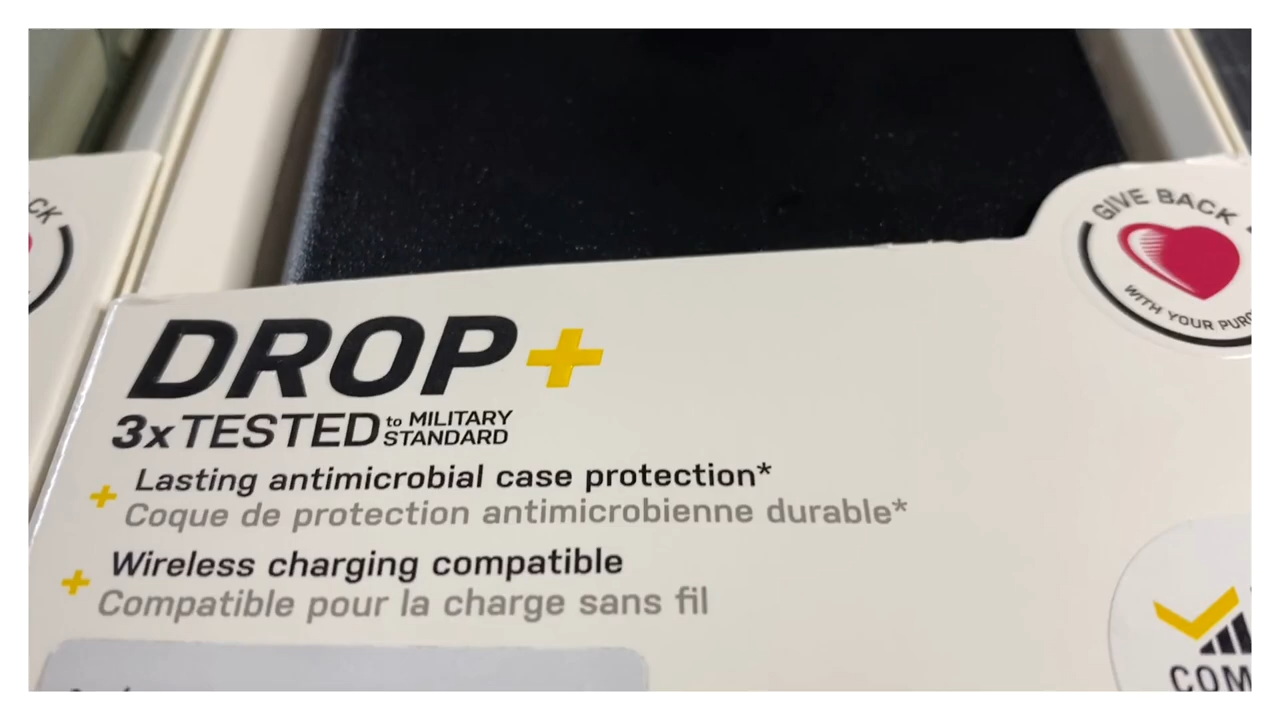 CK
GIVE BACK
WITH YOUR
DROP+
3x TESTED to MILITARY
STANDARD
+ Lasting antimicrobial case protection*
Coque de protection antimicrobienne durable*
+ Wireless charging compatible
Compatible pour la charge sans fil
COM